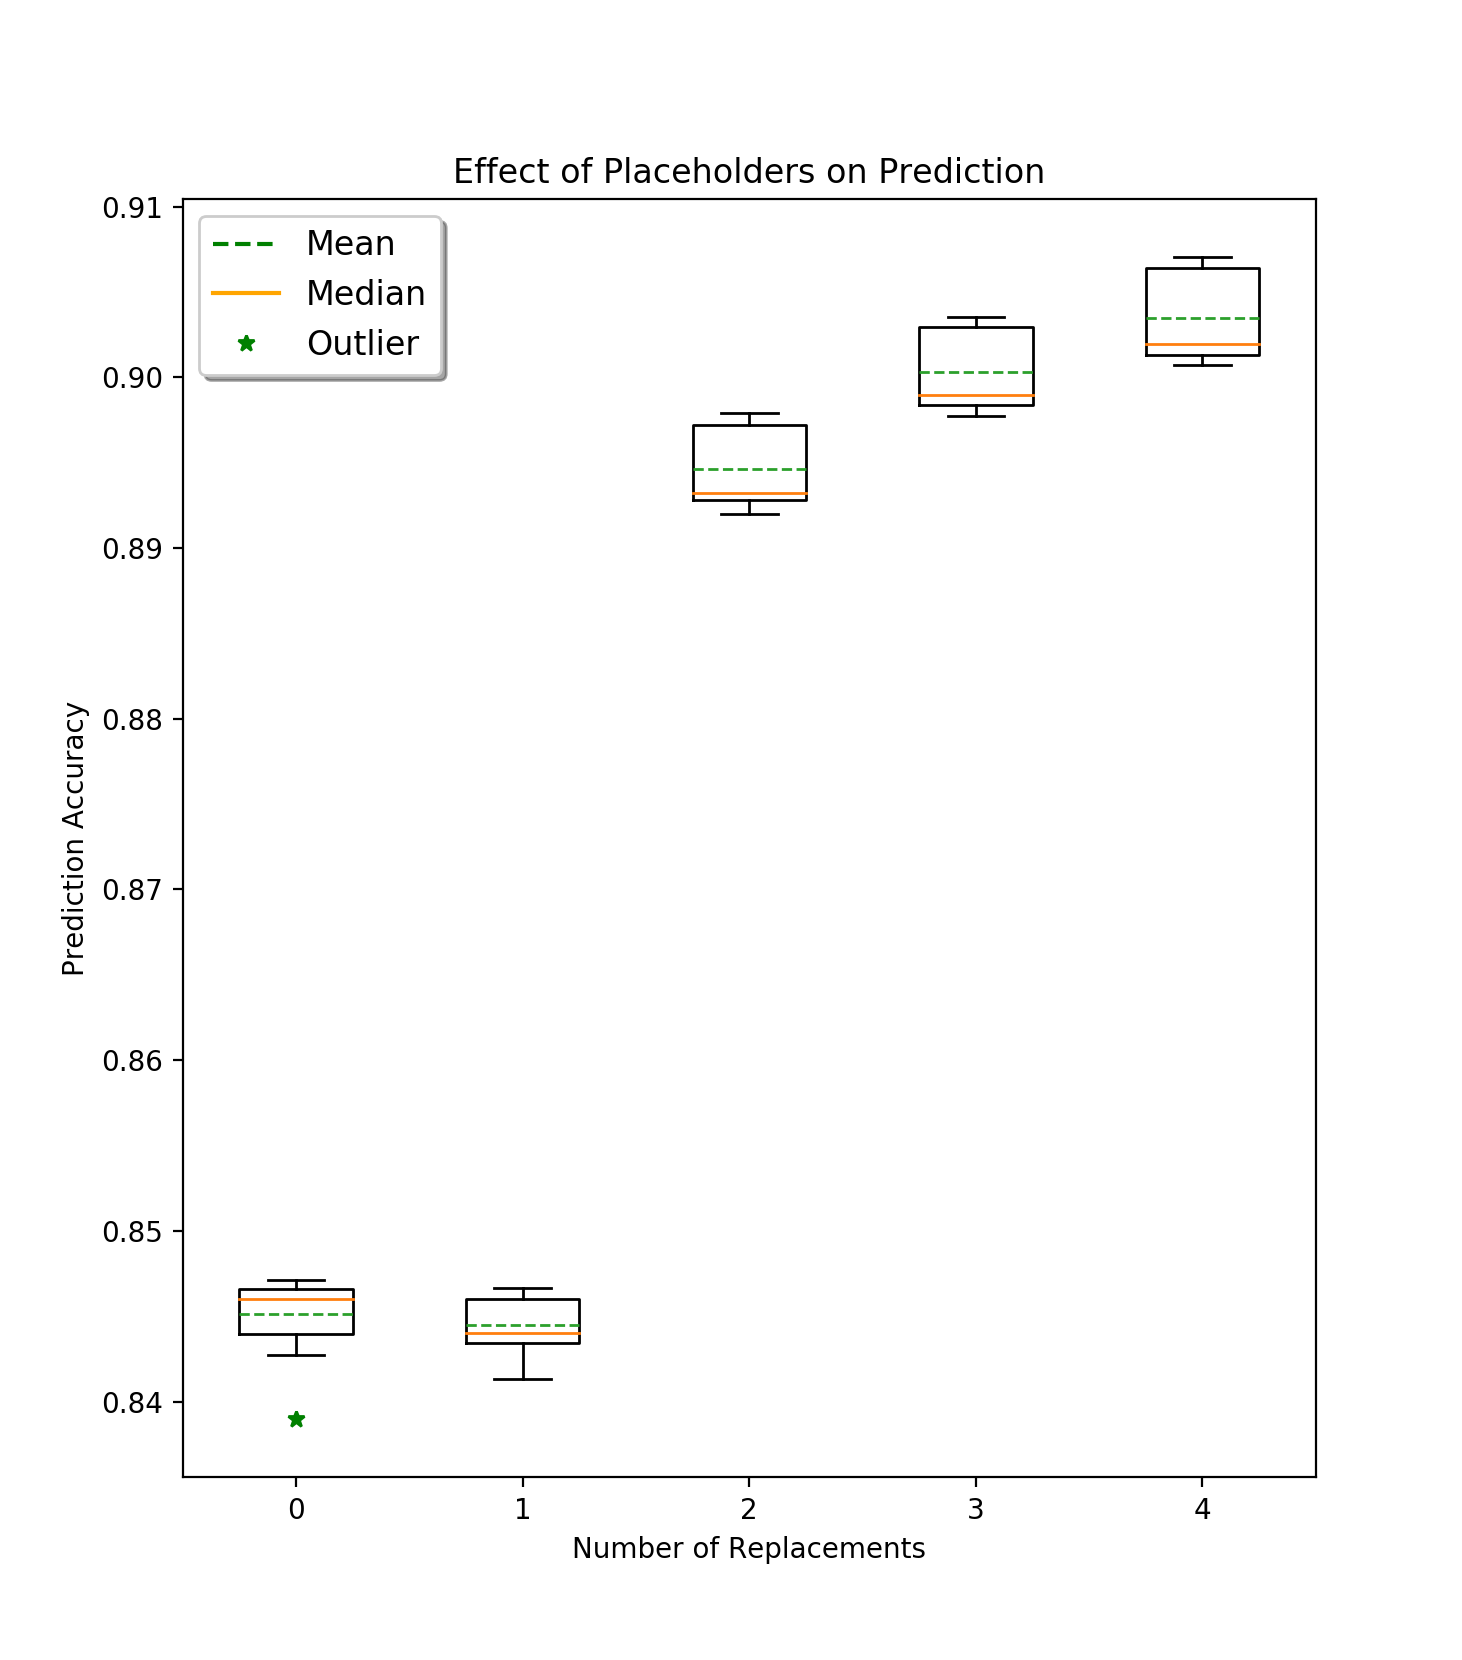 Effect of Placeholders on Prediction
0.91
0.90
0.89
0.88
0.87
0.86
0.85
0.84
Prediction Accuracy
Mean
Median
Outlier
0 1 2 3 4
Number of Replacements